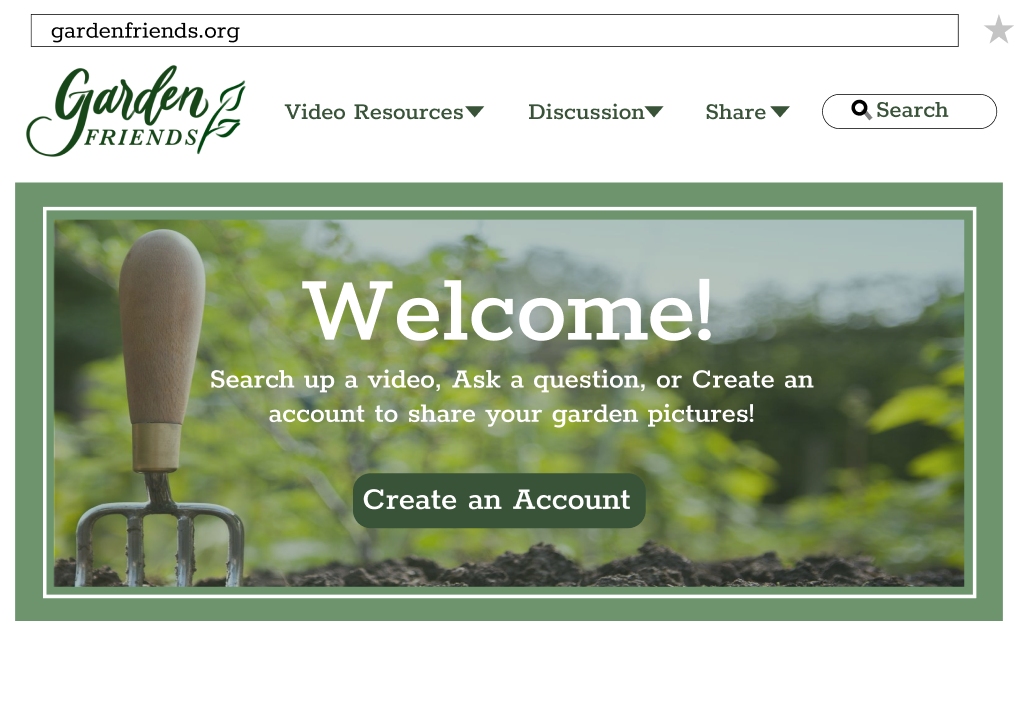 gardenfriends.org
Garden
FRIENDS
Video Resources
Discussion
Share
Search
Welcome!
Search up a video, Ask a question, or Create an
account to share your garden pictures!
Create an Account